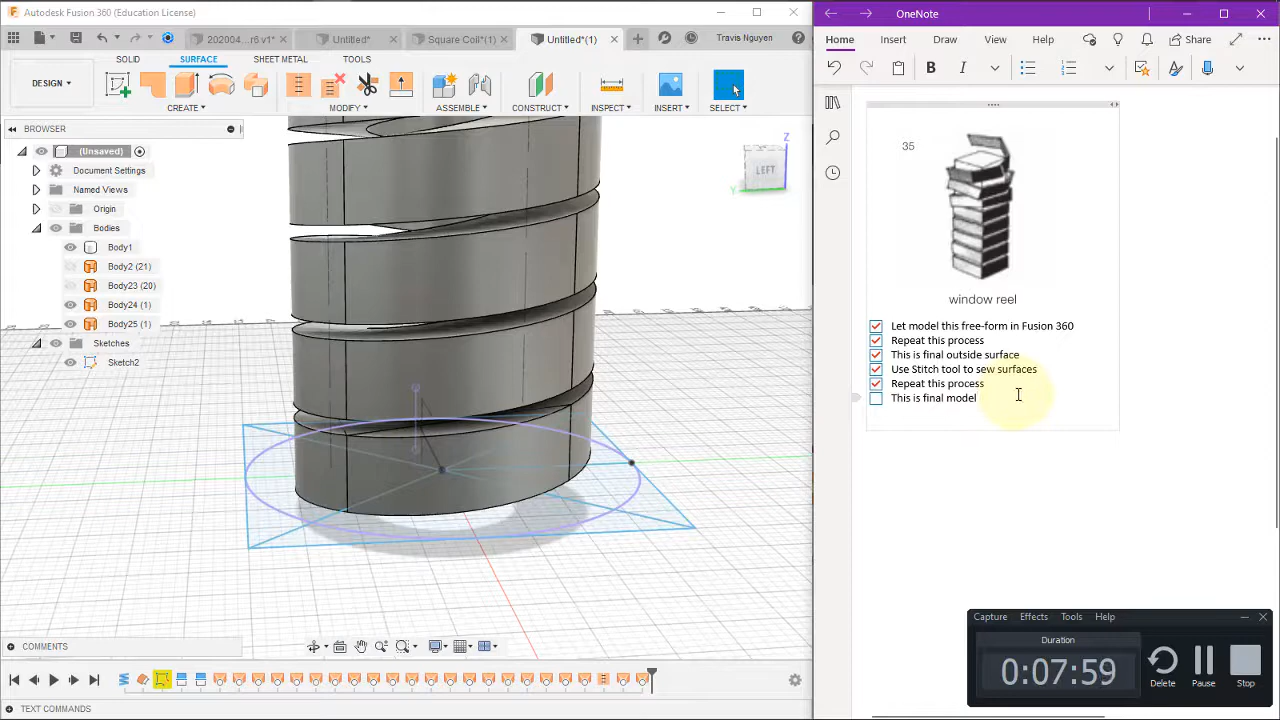 Autodesk Fusion 360 (Education License)
OneNote
202004... r6.v1*
Untitled*
Square Coil*(1)
Untitled*(1)
Travis Nguyen
Home
Insert
Draw
View
Help
Share
SOLID
SURFACE
SHEET METAL
TOOLS
DESIGN
CREATE
MODIFY
ASSEMBLE
CONSTRUCT
INSPECT
INSERT
SELECT
BROWSER
(Unsaved)
Document Settings
Named Views
Origin
Bodies
Body1
Body2 (21)
Body23 (20)
Body24 (1)
Body25 (1)
Sketches
Sketch2
Z
LEFT
Y
35
window reel
Let model this free-form in Fusion 360
Repeat this process
This is final outside surface
Use Stitch tool to sew surfaces
Repeat this process
This is final model
Capture
Effects
Tools
Help
Duration
0:07:59
Delete
Pause
Stop
COMMENTS
TEXT COMMANDS